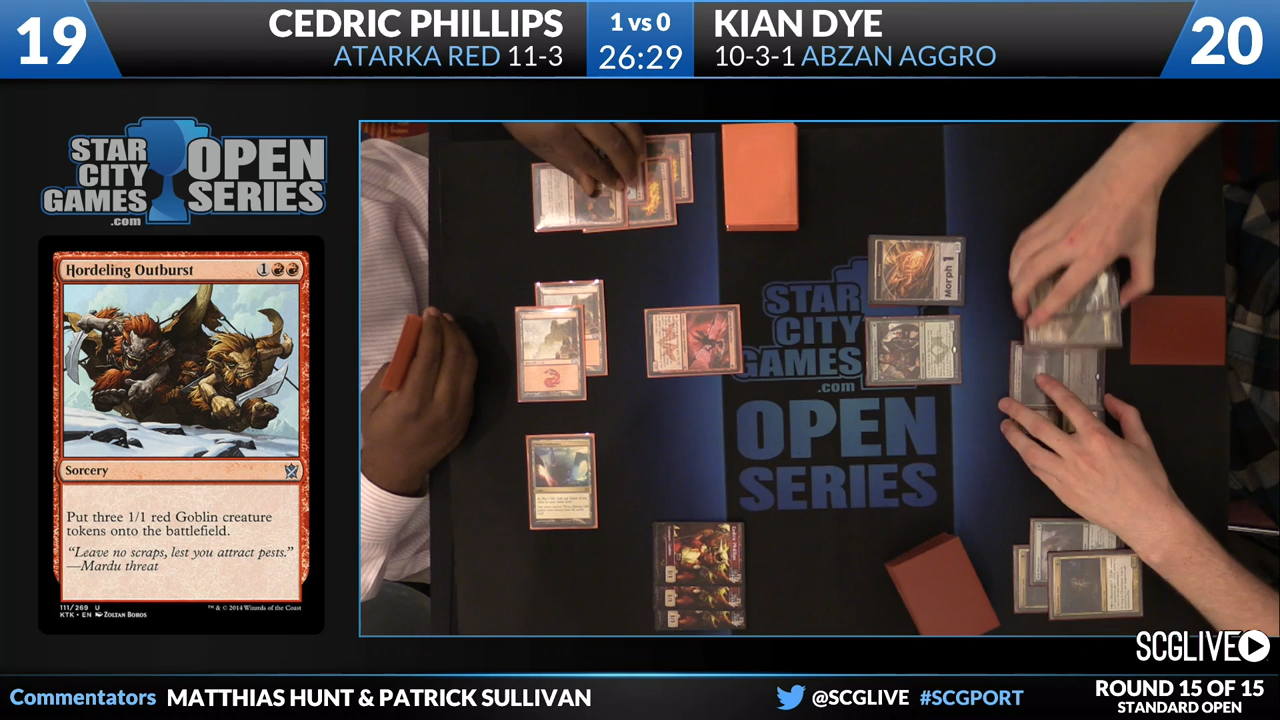 19
CEDRIC PHILLIPS
ATARKA RED 11-3
1 vs 0
26:29
KIAN DYE
10-3-1 ABZAN AGGRO
20
STAR
CITY
GAMES
.com
OPEN
SERIES
Hordeling Outburst 1
Sorcery
Put three 1/1 red Goblin creature
tokens onto the battlefield.
"Leave no scraps, lest you attract pests."
—Mardu threat
111/269 U
KTK • EN ZOLTAN BOROS
™ & © 2014 Wizards of the Coast
Morph 1
STAR
CITY
GAMES
.com
OPEN
SERIES
SCGLIVE
Commentators MATTHIAS HUNT & PATRICK SULLIVAN
@SCGLIVE #SCGPORT
ROUND 15 OF 15
STANDARD OPEN